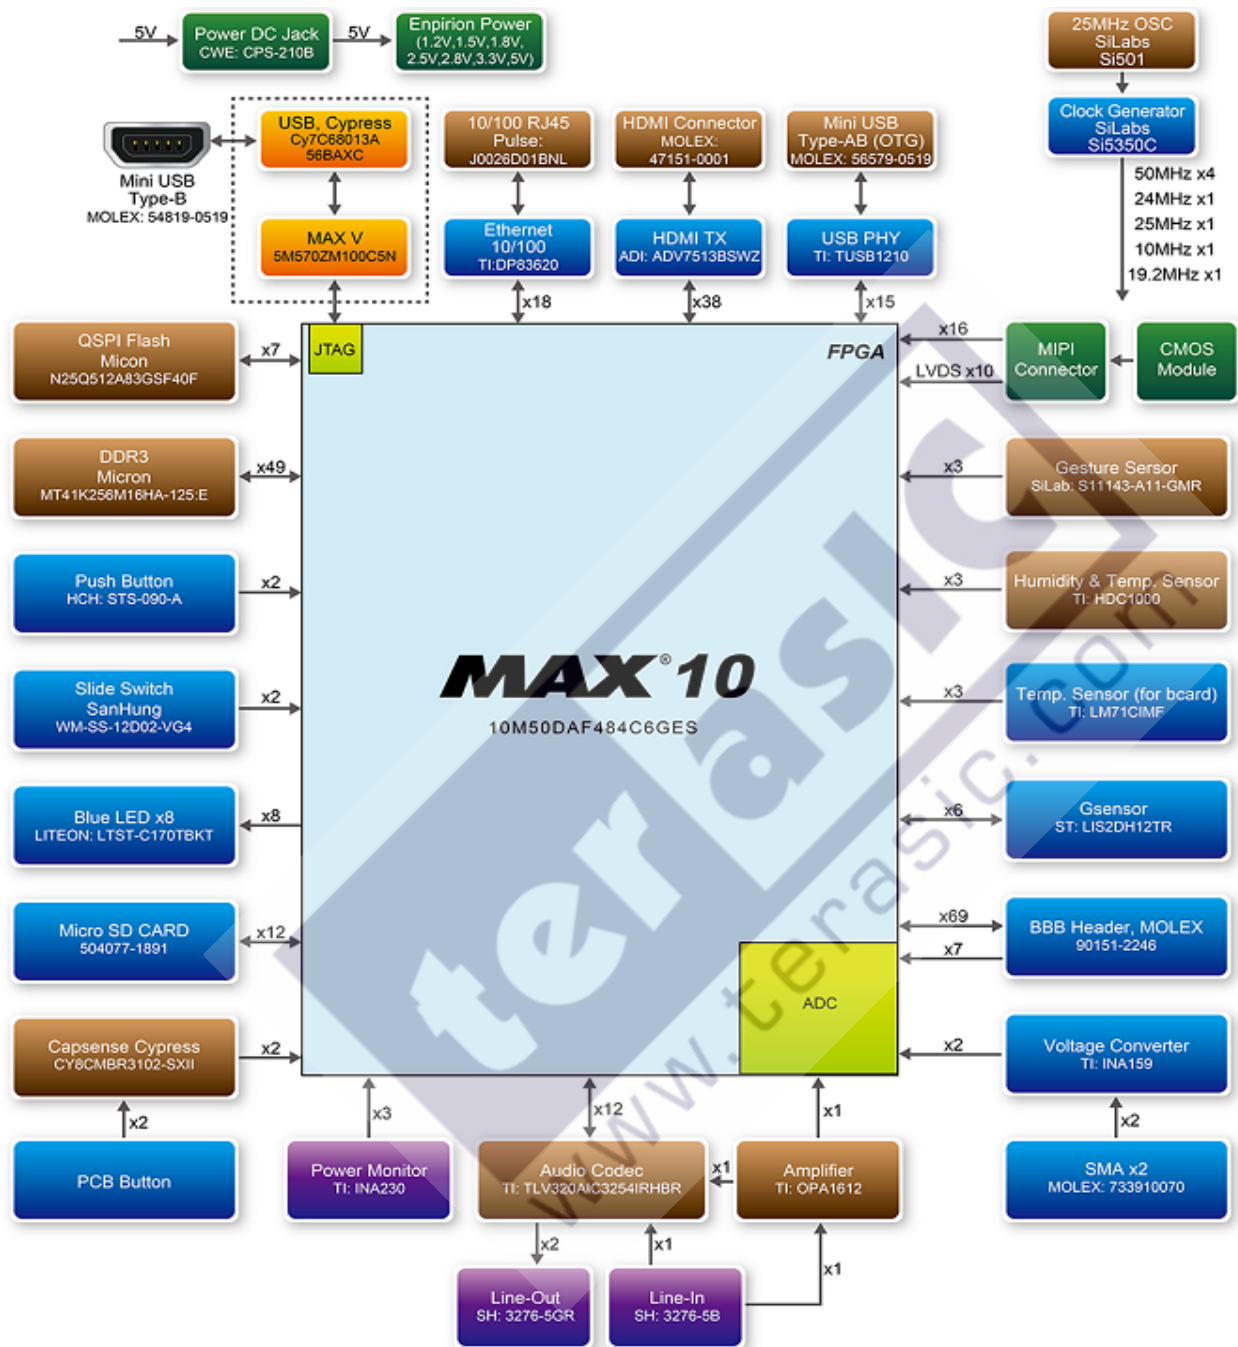 5V
Power DC Jack
CWE: CPS-210B
5V
Enpirion Power
(1.2V,1.5V,1.8V,
2.5V,2.8V,3.3V,5V)
25MHz OSC
SiLabs
Si501
Clock Generator
SiLabs
Si5350C
50MHz x4
24MHz x1
25MHz x1
10MHz x1
19.2MHz x1
Mini USB
Type-B
MOLEX: 54819-0519
USB, Cypress
Cy7C68013A
56BAXC
MAX V
5M570ZM100C5N
10/100 RJ45
Pulse:
J0026D01BNL
Ethernet
10/100
TI:DP83620
x18
HDMI Connector
MOLEX:
47151-0001
HDMI TX
ADI: ADV7513BSWZ
x38
Mini USB
Type-AB (OTG)
MOLEX: 56579-0519
USB PHY
TI: TUSB1210
x15
JTAG
FPGA
QSPI Flash
Micon
N25Q512A83GSF40F
x7
DDR3
Micron
MT41K256M16HA-125:E
x49
Push Button
HCH: STS-090-A
x2
Slide Switch
SanHung
WM-SS-12D02-VG4
x2
Blue LED x8
LITEON: LTST-C170TBKT
x8
Micro SD CARD
504077-1891
x12
Capsense Cypress
CY8CMBR3102-SXII
x2
x2
PCB Button
MAX® 10
10M50DAF484C6GES
ADC
x16
LVDS x10
MIPI
Connector
CMOS
Module
x3
Gesture Sersor
SiLab: S11143-A11-GMR
x3
Humidity & Temp. Sensor
TI: HDC1000
x3
Temp. Sensor (for bcard)
TI: LM71CIMF
x6
Gsensor
ST: LIS2DH12TR
x69
x7
BBB Header, MOLEX
90151-2246
x2
Voltage Converter
TI: INA159
x2
SMA x2
MOLEX: 733910070
x3
Power Monitor
TI: INA230
x12
Audio Codec
TI: TLV320AIC3254IRHBR
x1
x1
Amplifier
TI: OPA1612
x2
x1
x1
Line-Out
SH: 3276-5GR
Line-In
SH: 3276-5B
terasic
www.terasic.com